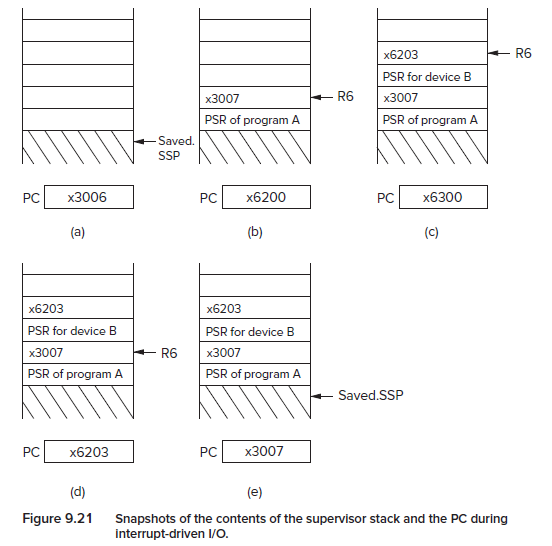 x3007
PSR of program A
R6
x6203
PSR for device B
x3007
PSR of program A
R6
Saved.
SSP
PC x3006
PC x6200
PC x6300
(a)
(b)
(c)
x6203
PSR for device B
x3007
PSR of program A
R6
x6203
PSR for device B
x3007
PSR of program A
Saved.SSP
PC x6203
PC x3007
(d)
(e)
Figure 9.21 Snapshots of the contents of the supervisor stack and the PC during
interrupt-driven I/O.